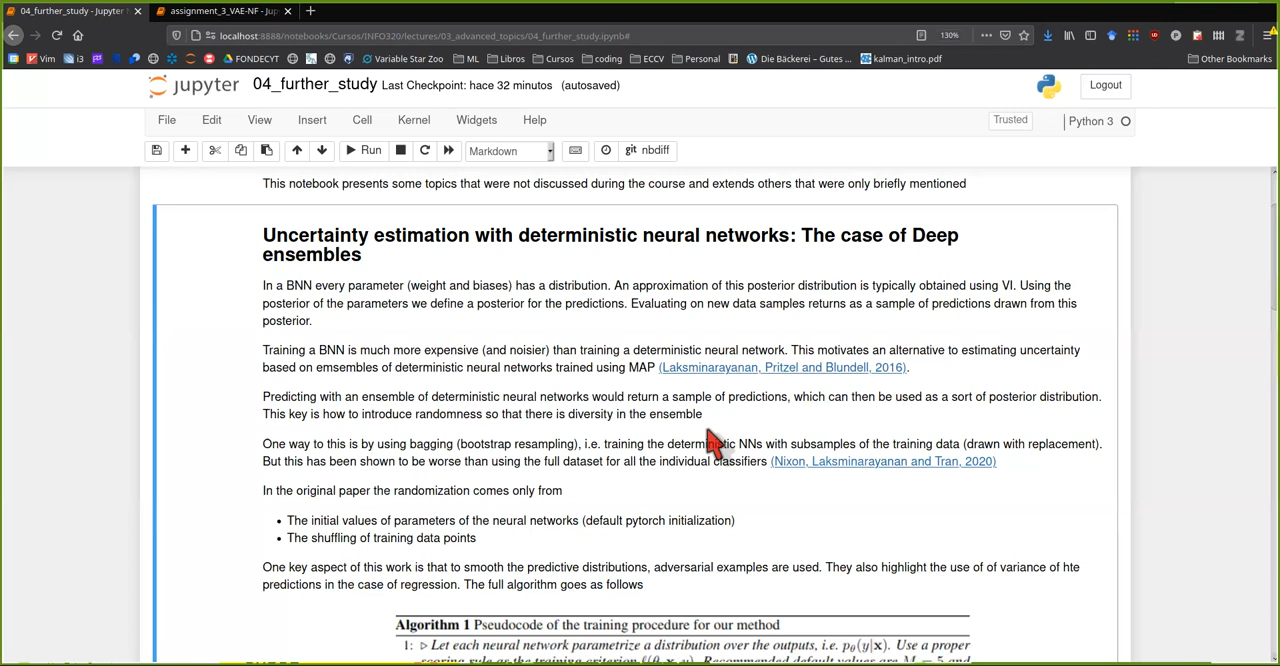 04_further_study - Jupyter
assignment_3_VAE-NF - Jup
localhost:8888/notebooks/Cursos/INFO320/lectures/03_advanced_topics/04_further_study.ipynb#
130%
Vim
i3
FONDECYT
Variable Star Zoo
ML
Libros
Cursos
coding
ECCV
Personal
Die Bäckerei – Gutes ...
kalman_intro.pdf
Other Bookmarks
jupyter 04_further_study Last Checkpoint: hace 32 minutos (autosaved)
Logout
File Edit View Insert Cell Kernel Widgets Help
Trusted
Python 3
Run
Markdown
git nbdiff
This notebook presents some topics that were not discussed during the course and extends others that were only briefly mentioned
Uncertainty estimation with deterministic neural networks: The case of Deep
ensembles
In a BNN every parameter (weight and biases) has a distribution. An approximation of this posterior distribution is typically obtained using VI. Using the
posterior of the parameters we define a posterior for the predictions. Evaluating on new data samples returns as a sample of predictions drawn from this
posterior.
Training a BNN is much more expensive (and noisier) than training a deterministic neural network. This motivates an alternative to estimating uncertainty
based on emsembles of deterministic neural networks trained using MAP (Laksminarayanan, Pritzel and Blundell, 2016).
Predicting with an ensemble of deterministic neural networks would return a sample of predictions, which can then be used as a sort of posterior distribution.
This key is how to introduce randomness so that there is diversity in the ensemble
One way to this is by using bagging (bootstrap resampling), i.e. training the deterministic NNs with subsamples of the training data (drawn with replacement).
But this has been shown to be worse than using the full dataset for all the individual classifiers (Nixon, Laksminarayanan and Tran, 2020)
In the original paper the randomization comes only from
• The initial values of parameters of the neural networks (default pytorch initialization)
• The shuffling of training data points
One key aspect of this work is that to smooth the predictive distributions, adversarial examples are used. They also highlight the use of of variance of hte
predictions in the case of regression. The full algorithm goes as follows
Algorithm 1 Pseudocode of the training procedure for our method
1: ▷ Let each neural network parametrize a distribution over the outputs, i.e. pθ(y|x). Use a proper